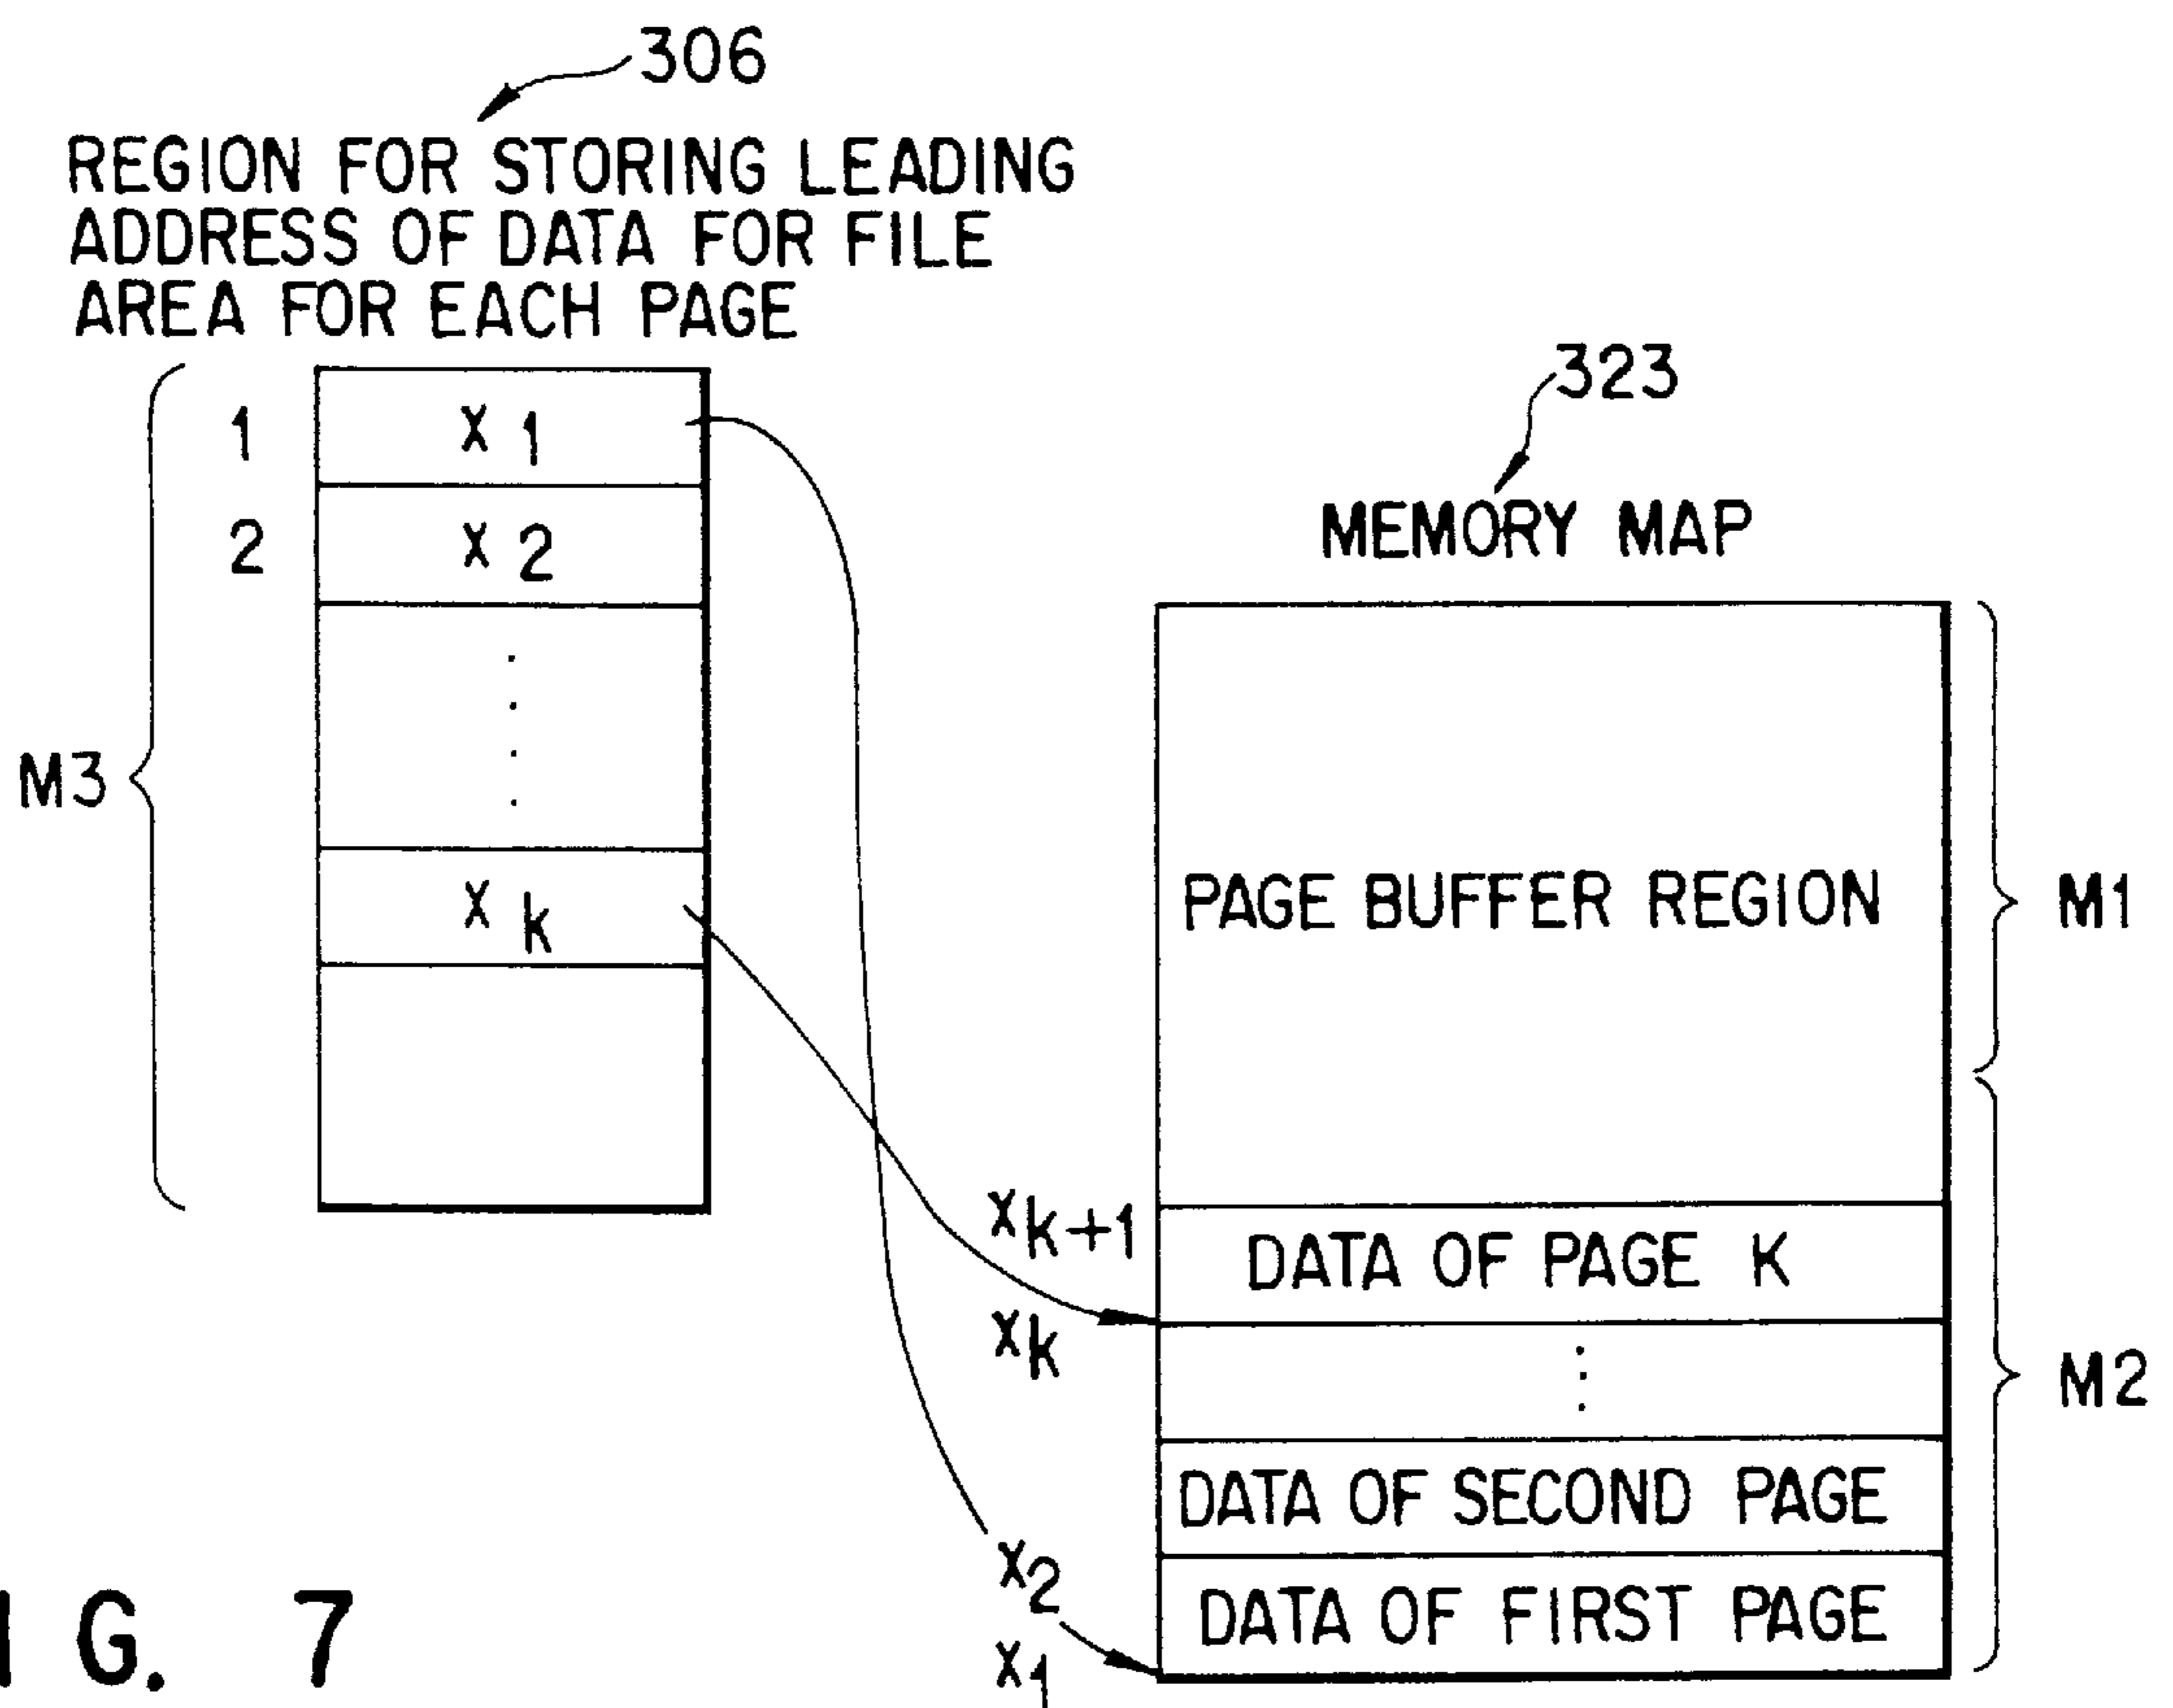 306
REGION FOR STORING LEADING
ADDRESS OF DATA FOR FILE
AREA FOR EACH PAGE
323
MEMORY MAP
1
X 1
2
X 2
M3
X k
PAGE BUFFER REGION
M1
Xk+1
DATA OF PAGE K
Xk
M2
DATA OF SECOND PAGE
X2
DATA OF FIRST PAGE
X1
G. 7